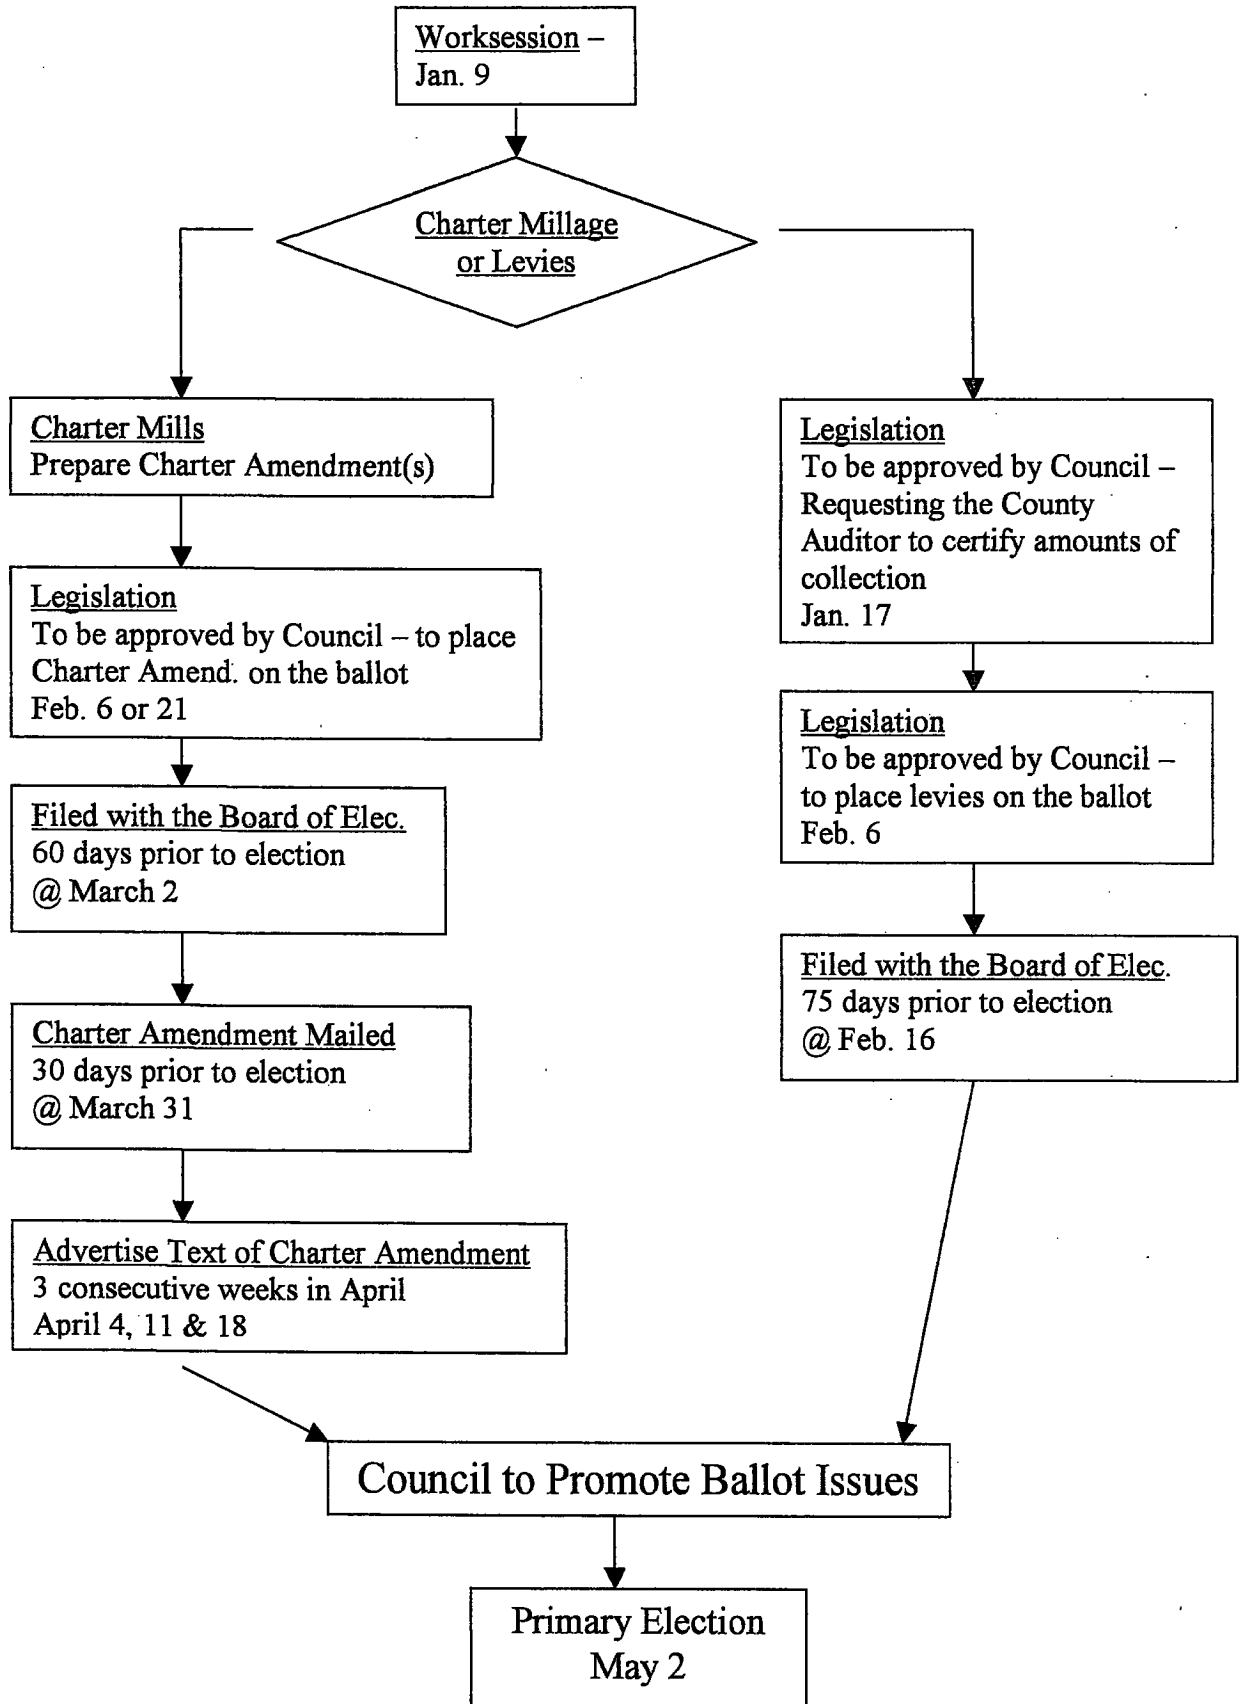 Worksession –
Jan. 9
Charter Millage
or Levies
Charter Mills
Prepare Charter Amendment(s)
Legislation
To be approved by Council – to place
Charter Amend. on the ballot
Feb. 6 or 21
Filed with the Board of Elec.
60 days prior to election
@ March 2
Charter Amendment Mailed
30 days prior to election
@ March 31
Advertise Text of Charter Amendment
3 consecutive weeks in April
April 4, 11 & 18
Legislation
To be approved by Council –
Requesting the County
Auditor to certify amounts of
collection
Jan. 17
Legislation
To be approved by Council –
to place levies on the ballot
Feb. 6
Filed with the Board of Elec.
75 days prior to election
@ Feb. 16
Council to Promote Ballot Issues
Primary Election
May 2